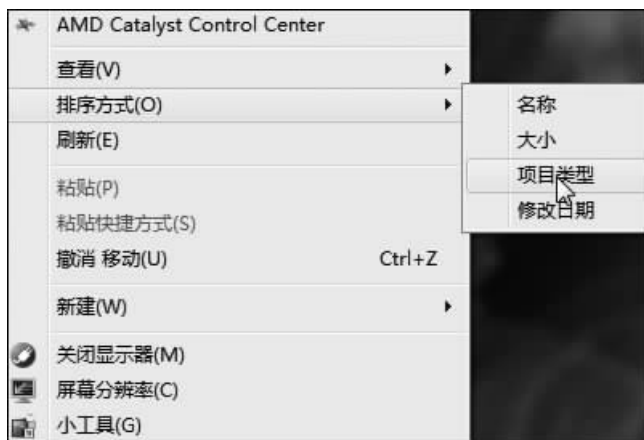 AMD Catalyst Control Center
查看(V)
排序方式(O)
刷新(E)
粘贴(P)
粘贴快捷方式(S)
撤消 移动(U) Ctrl+Z
新建(W)
关闭显示器(M)
屏幕分辨率(C)
小工具(G)
名称
大小
项目类型
修改日期